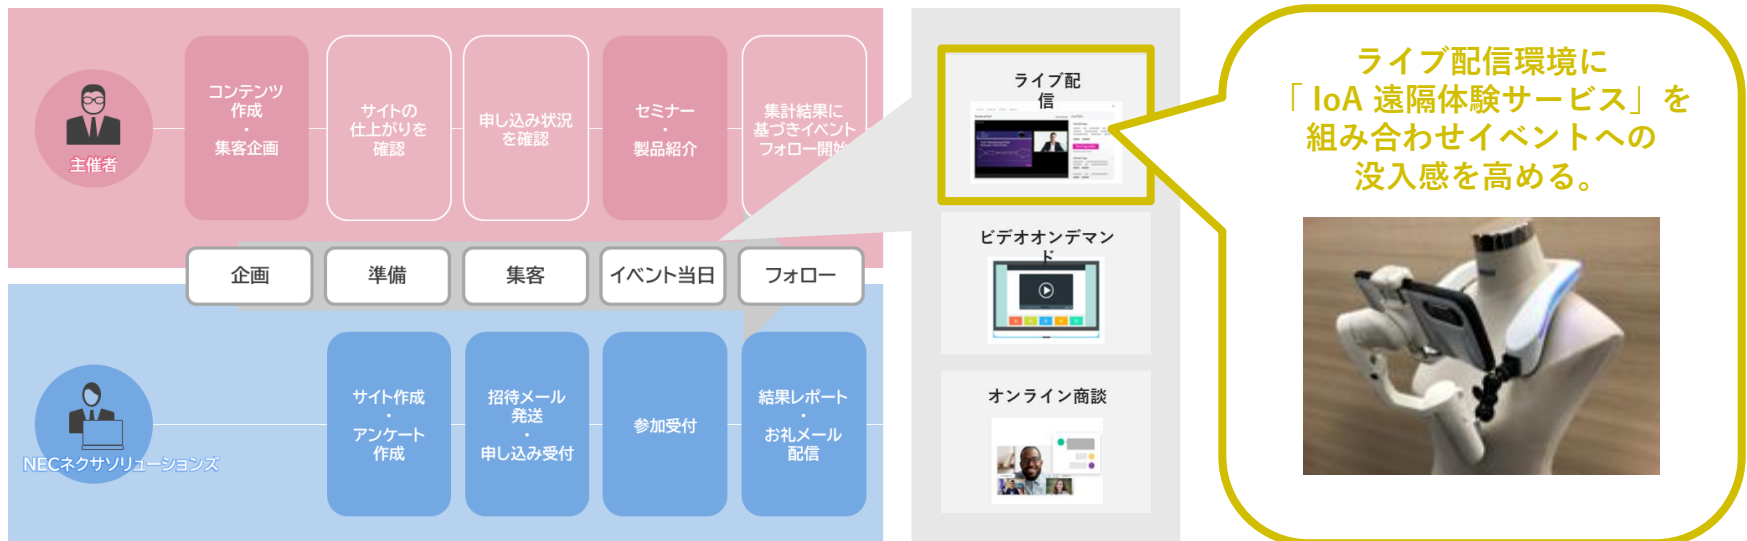 コンテンツ
作成
・
集客企画
サイトの
仕上がりを
確認
申し込み状況
を確認
セミナー
・
製品紹介
集計結果に
基づきイベント
フォロー開始
主催者
企画
準備
集客
イベント当日
フォロー
サイト作成
・
アンケート
作成
招待メール
発送
・
申し込み受付
参加受付
結果レポート
・
お礼メール
配信
NECネクサソリューションズ
ライブ配
信
ビデオオンデマン
ド
オンライン商談
ライブ配信環境に
「 IoA 遠隔体験サービス」を
組み合わせイベントへの
没入感を高める。